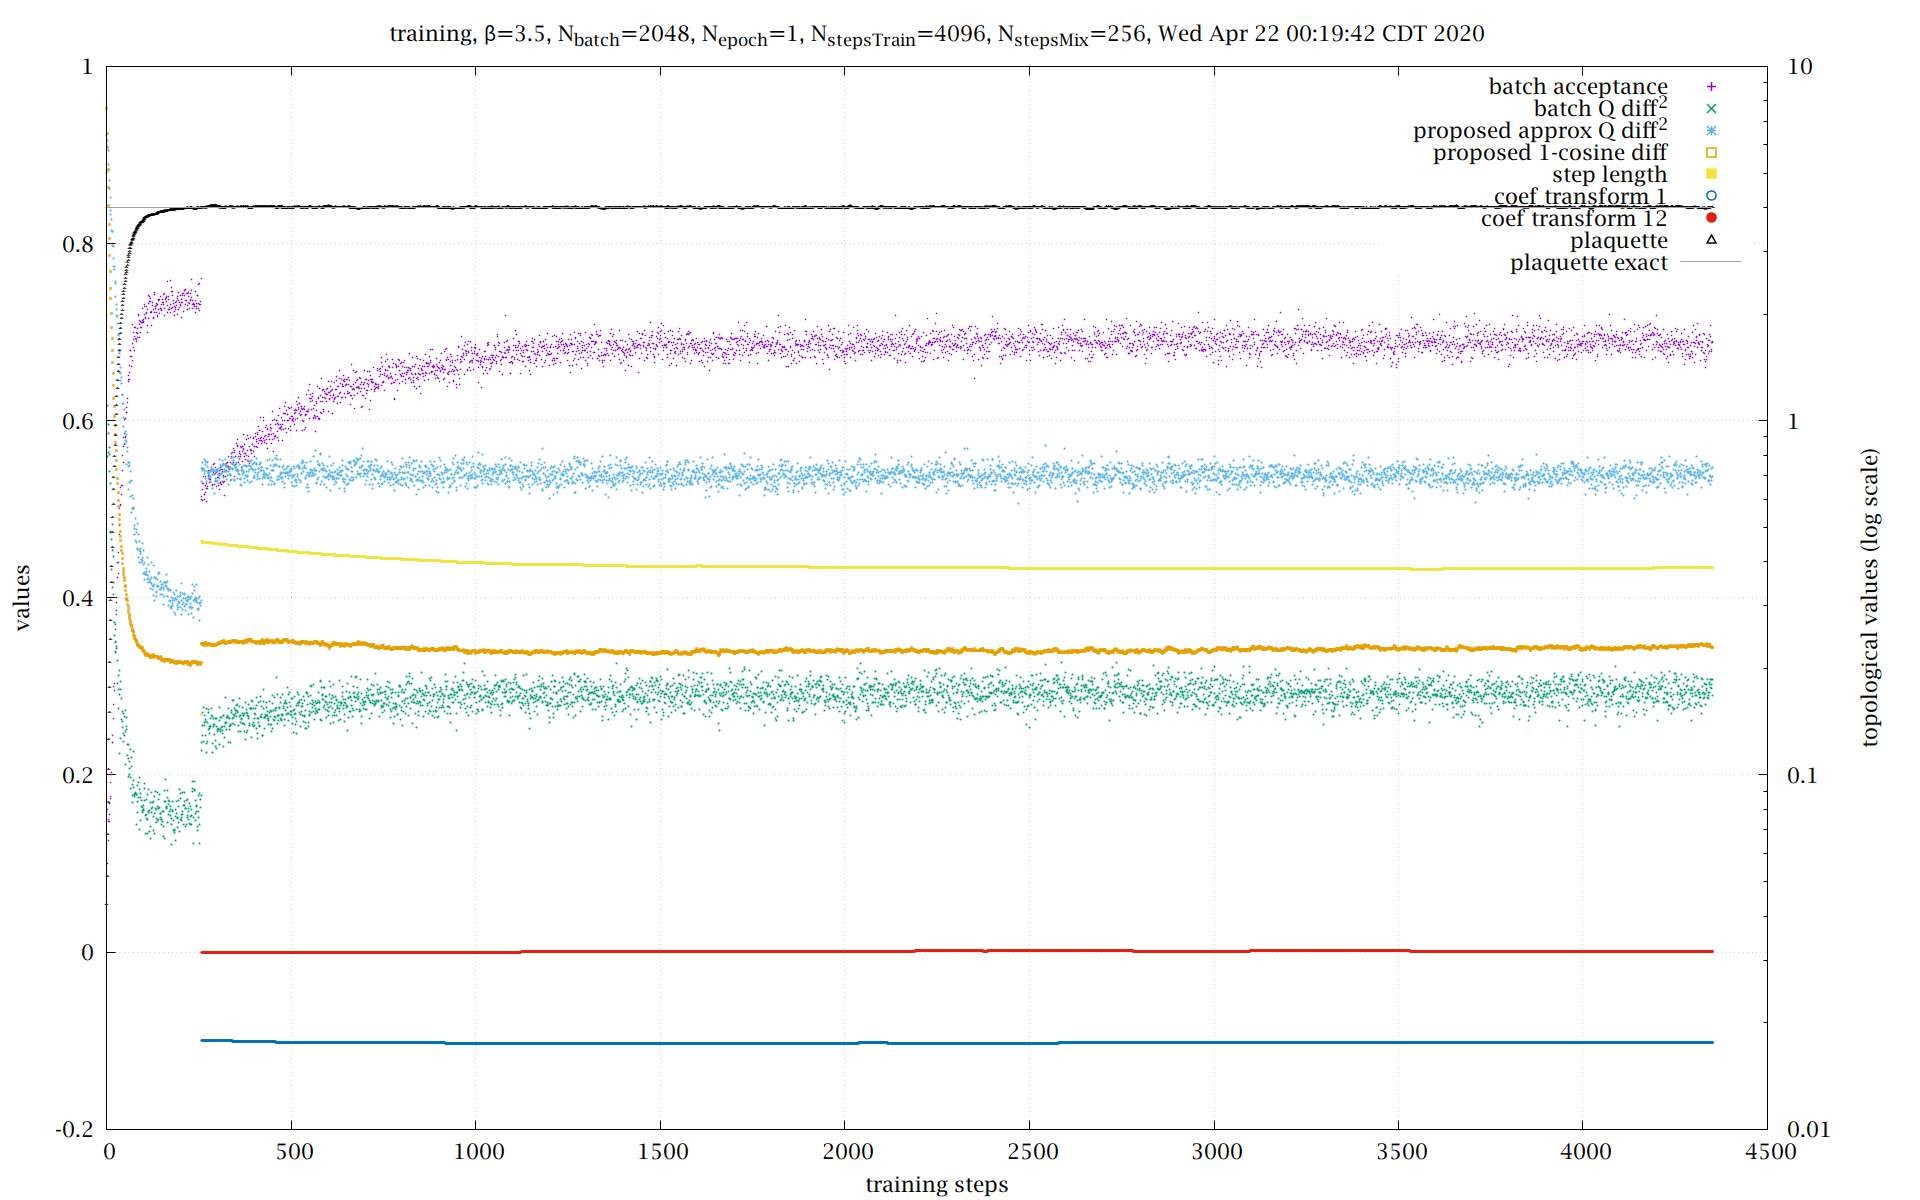 training, β=3.5, Nbatch=2048, Nepoch=1, NstepsTrain=4096, NstepsMix=256, Wed Apr 22 00:19:42 CDT 2020
batch acceptance
batch Q diff²
proposed approx Q diff²
proposed 1-cosine diff
step length
coef transform 1
coef transform 12
plaquette
plaquette exact
values
1
0.8
0.6
0.4
0.2
0
-0.2
0 500 1000 1500 2000 2500 3000 3500 4000 4500
training steps
10
1
0.1
0.01
topological values (log scale)